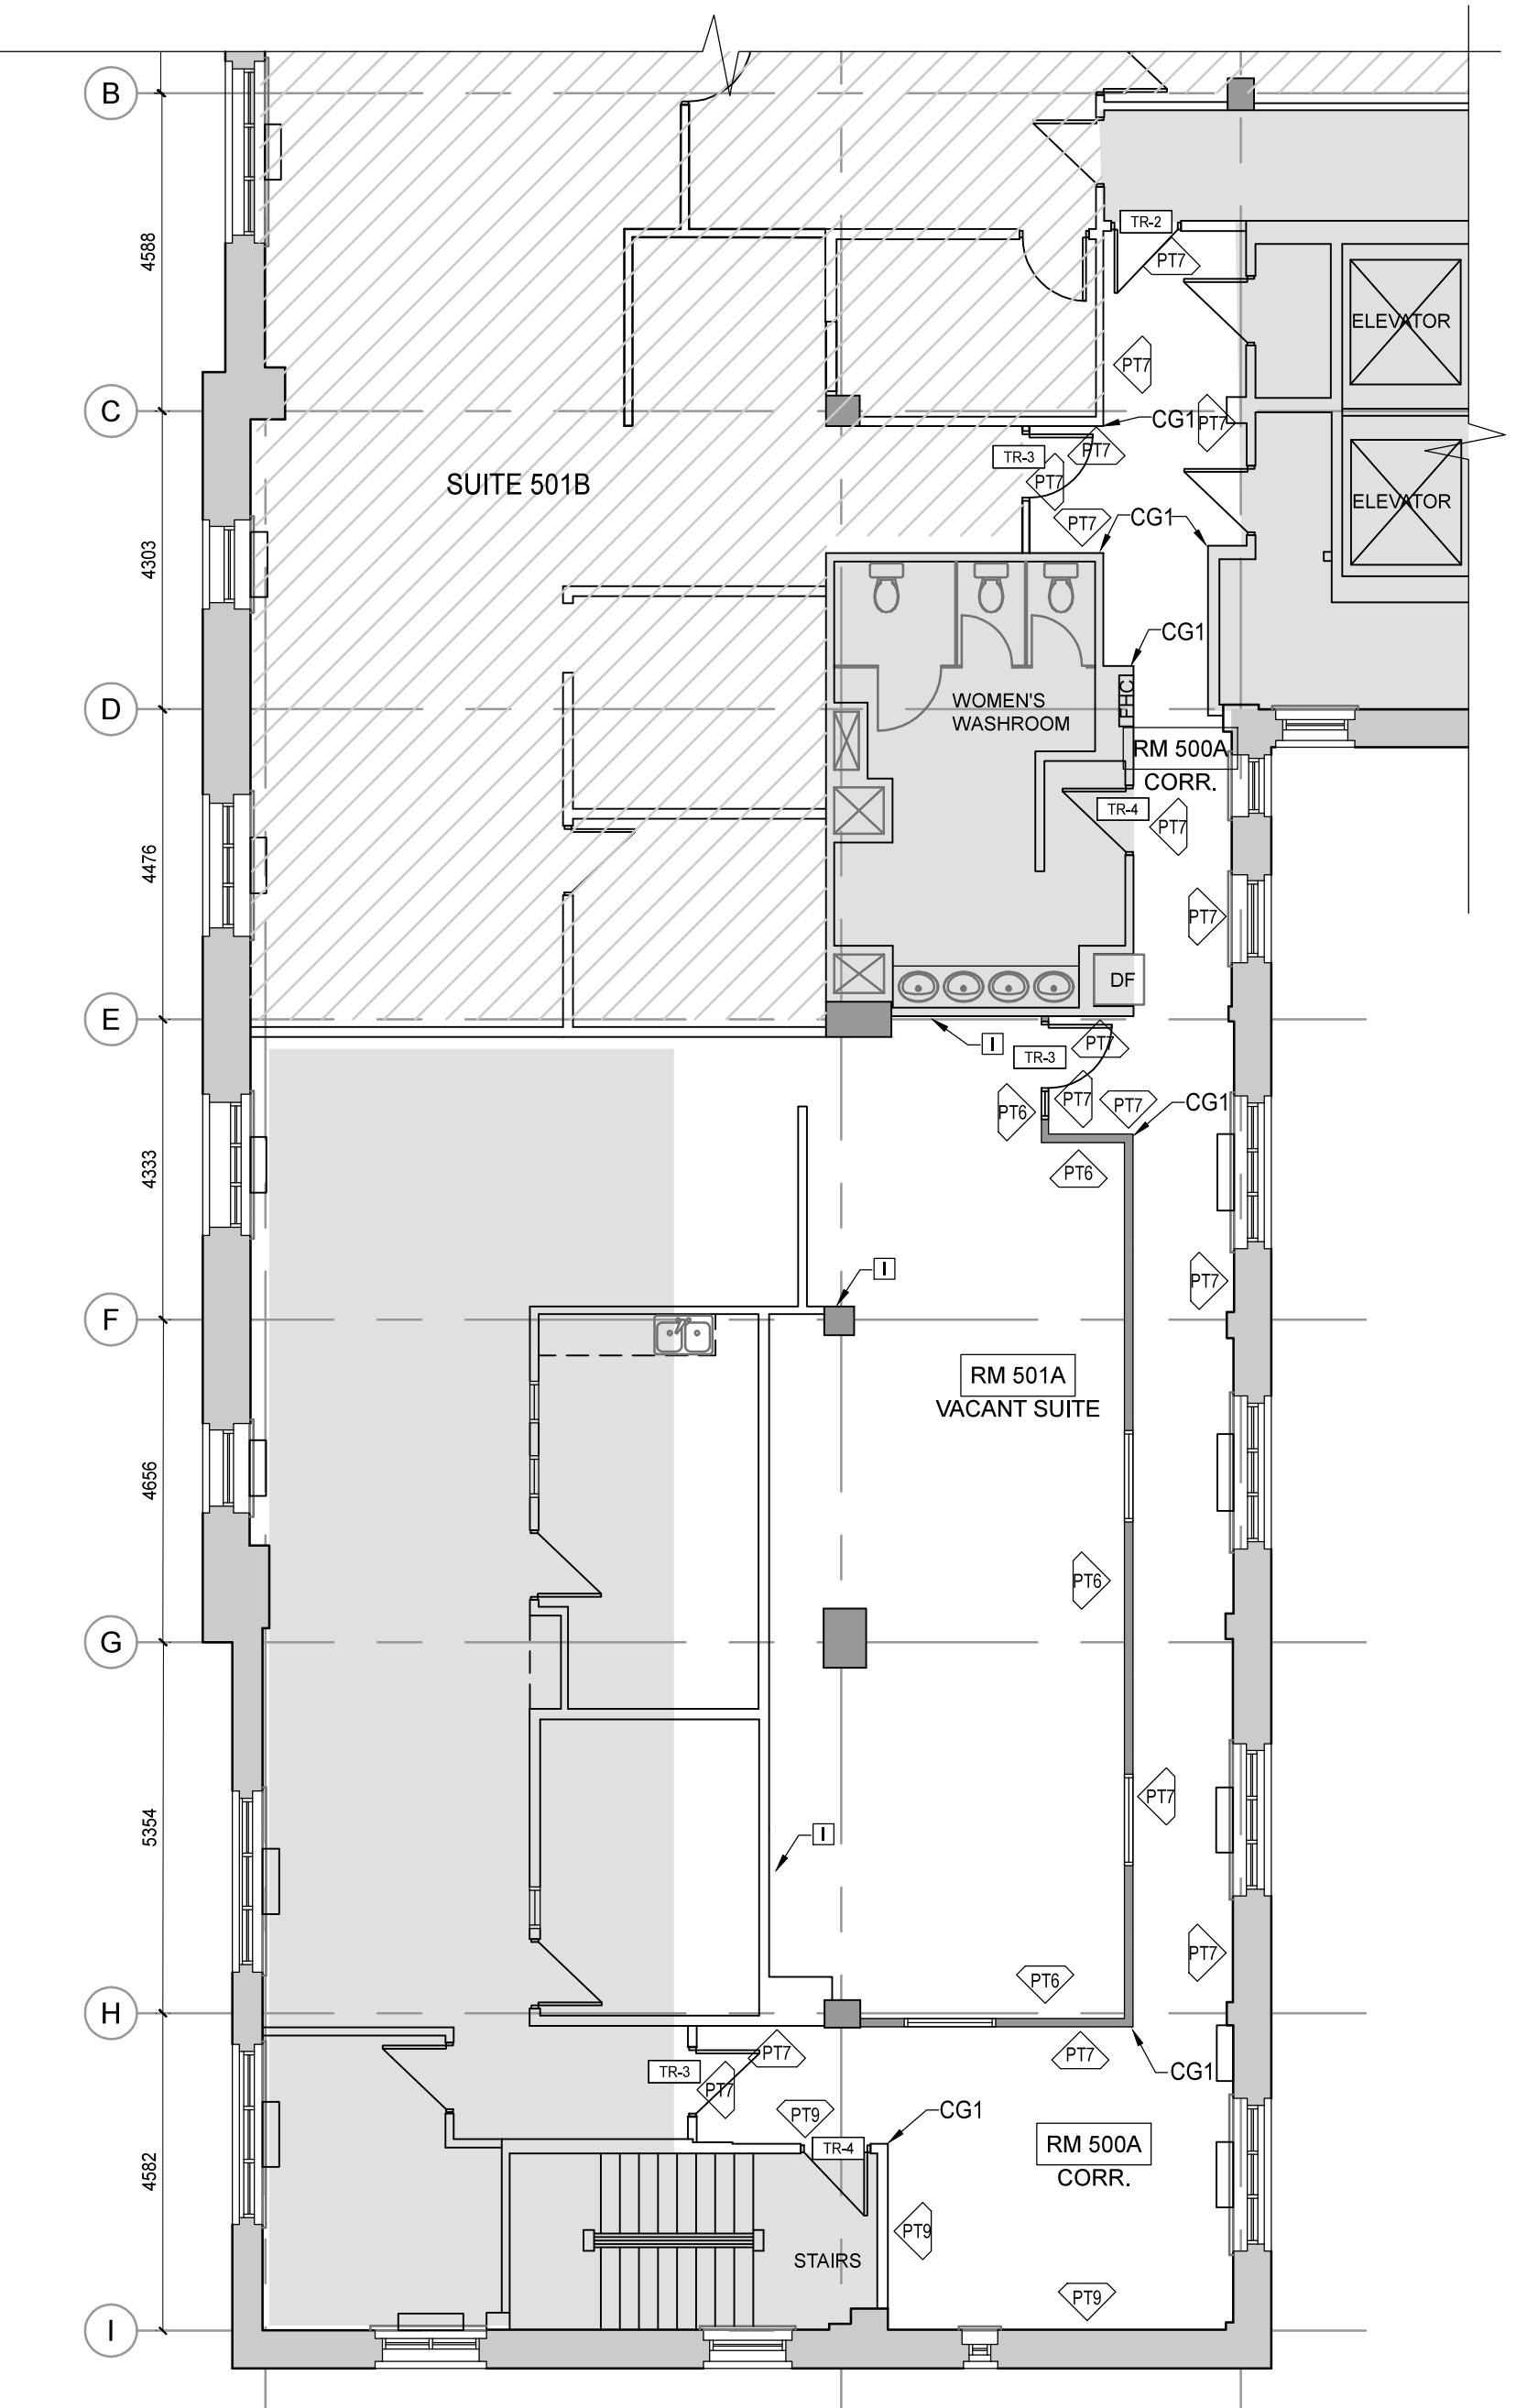 B
TR-2
PT7
4588
ELEVATOR
PT7
C
CG1
PT7
PT7
TR-3
PT7
SUITE 501B
ELEVATOR
PT7
CG1
4303
CG1
FHC
WOMEN'S
WASHROOM
D
RM 500A
CORR.
TR-4
PT7
4476
PT7
DF
E
I
PT7
TR-3
PT7
PT7
CG1
PT6
4333
PT6
I
PT7
F
RM 501A
VACANT SUITE
4656
PT6
G
PT7
5354
I
PT7
PT6
H
PT7
PT7
TR-3
CG1
PT7
PT9
CG1
TR-4
RM 500A
CORR.
4582
PT9
STAIRS
PT9
I